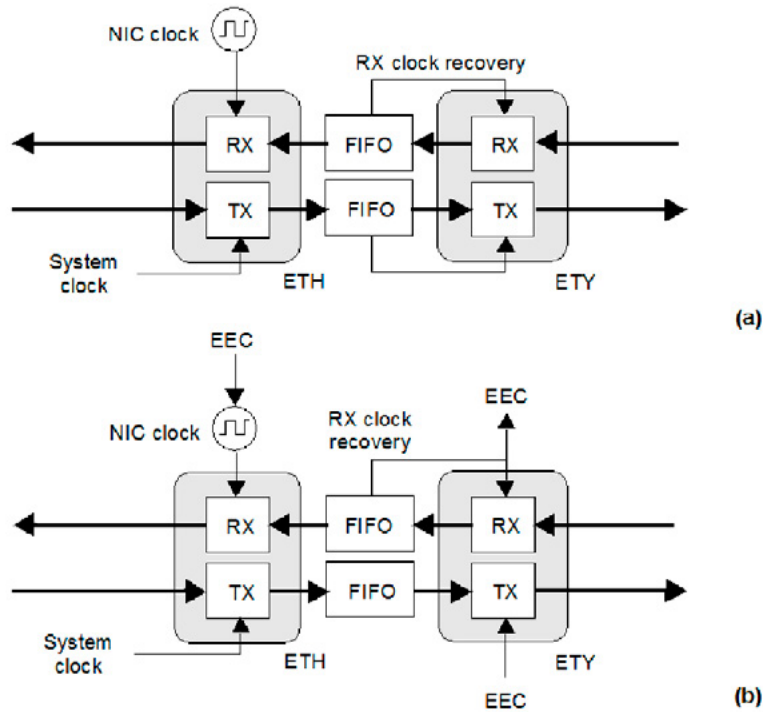 NIC clock
RX clock recovery
RX
FIFO
RX
TX
FIFO
TX
System
clock
ETH
ETY
(a)
EEC
EEC
NIC clock
RX clock
recovery
RX
FIFO
RX
TX
FIFO
TX
System
clock
ETH
ETY
EEC
(b)